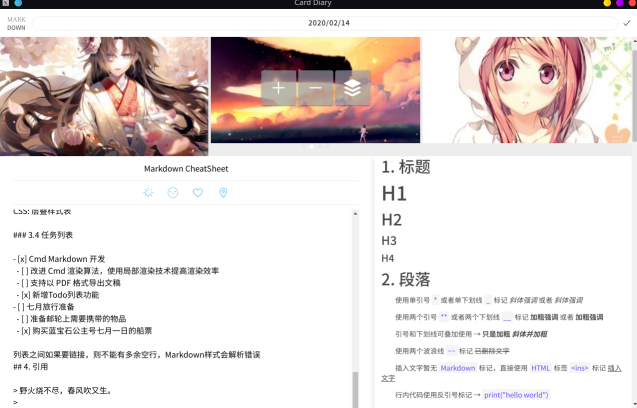 Card Diary
MARK
DOWN
2020/02/14
Markdown CheatSheet
CSS: 层叠样式表
### 3.4 任务列表
- [x] Cmd Markdown 开发
- [ ] 改进 Cmd 渲染算法，使用局部渲染技术提高渲染效率
- [ ] 支持以 PDF 格式导出文稿
- [x] 新增Todo列表功能
- [ ] 七月旅行准备
- [ ] 准备邮轮上需要携带的物品
- [x] 购买蓝宝石公主号七月一日的船票
列表之间如果要链接，则不能有多余空行，Markdown样式会解析错误
## 4. 引用
> 野火烧不尽，春风吹又生。
>
1. 标题
H1
H2
H3
H4
2. 段落
使用单引号 * 或者单下划线 _ 标记 斜体强调 或者 斜体强调
使用两个引号 ** 或者两个下划线 __ 标记 加粗强调 或者 加粗强调
引号和下划线可叠加使用 → 只是加粗 斜体并加粗
使用两个波浪线 ~~ 标记 已删除文字
插入文字暂无 Markdown 标记，直接使用 HTML 标签 <ins> 标记 插入
文字
行内代码使用反引号标记 → print("hello world")